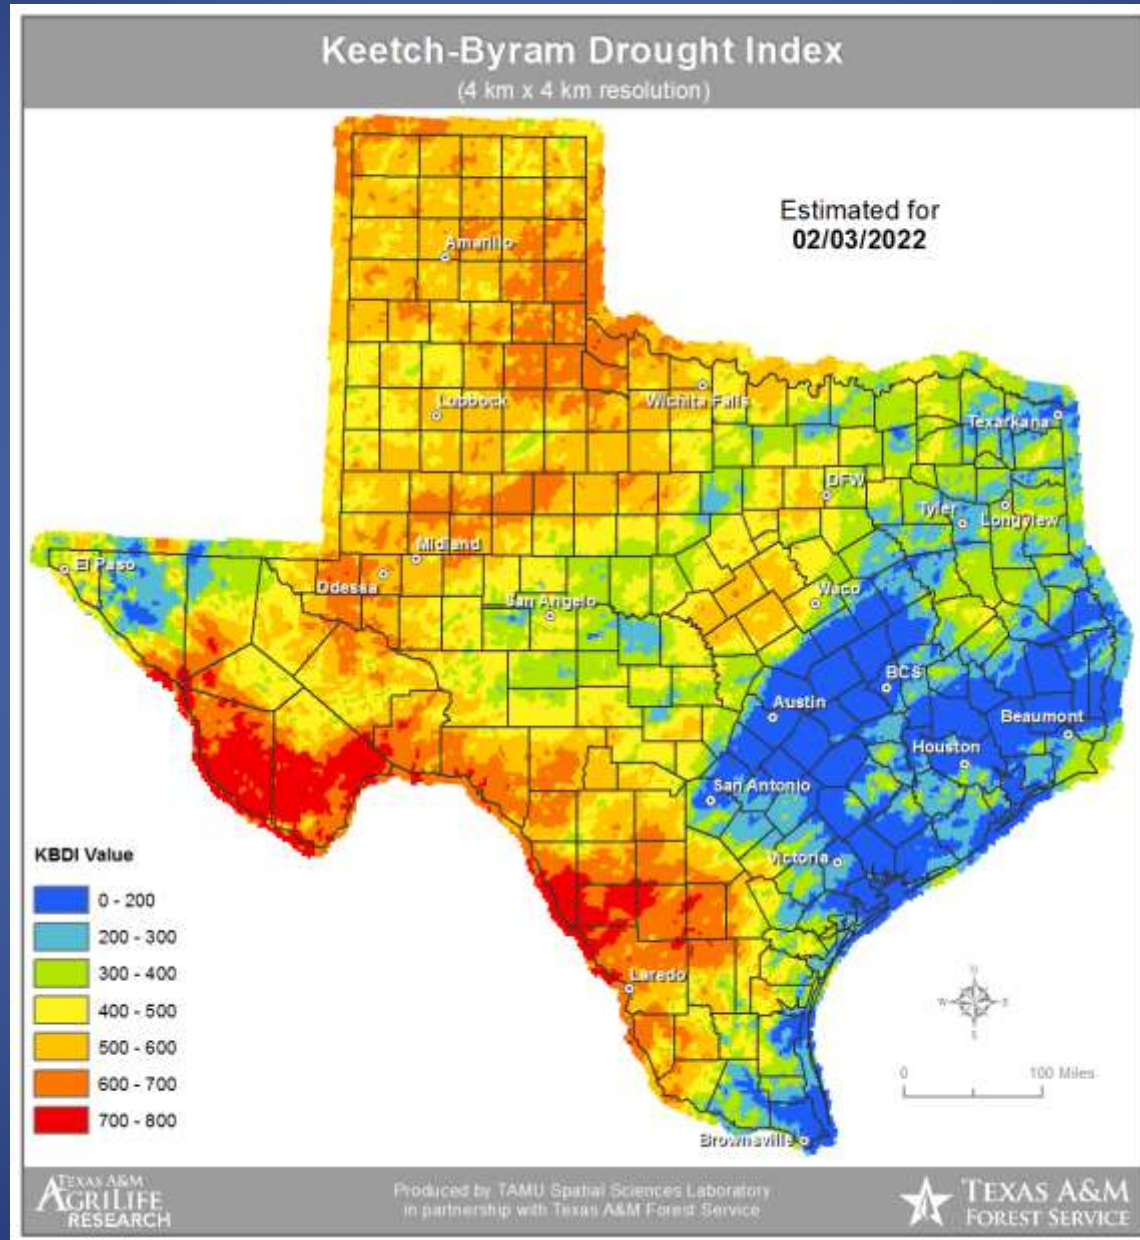 Keetch-Byram Drought Index
(4 km x 4 km resolution)
Estimated for
02/03/2022
Amarillo
Lubbock
Wichita Falls
Texarkana
DFW
Tyler
Longview
Midland
El Paso
Odessa
San Angelo
Waco
BCS
Austin
Beaumont
Houston
San Antonio
Victoria
Laredo
Brownsville
KBDI Value
0 - 200
200 - 300
300 - 400
400 - 500
500 - 600
600 - 700
700 - 800
N
W
E
S
0
100 Miles
TEXAS A&M
AGRILIFE
RESEARCH
Produced by TAMU Spatial Sciences Laboratory
in partnership with Texas A&M Forest Service
TEXAS A&M
FOREST SERVICE